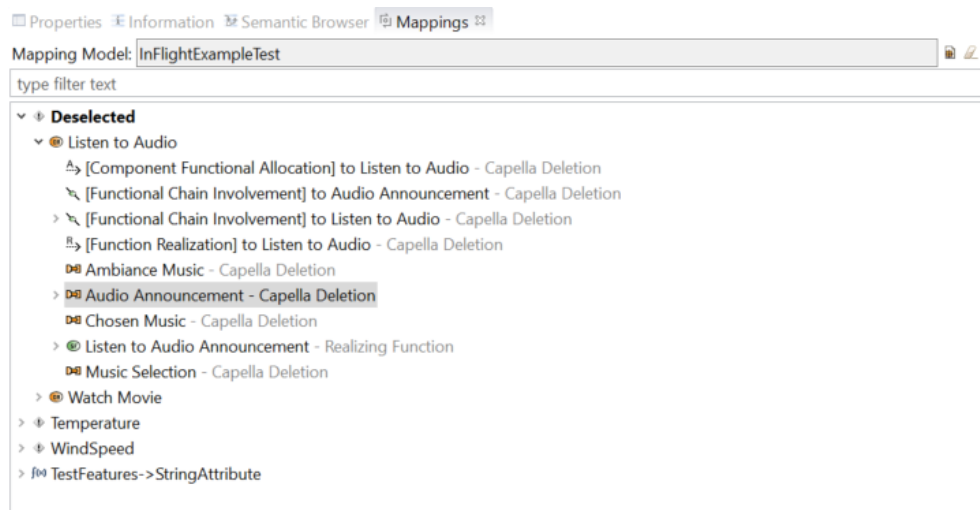 Properties Information Semantic Browser Mappings
Mapping Model: InFlightExampleTest
type filter text
Deselected
Listen to Audio
[Component Functional Allocation] to Listen to Audio - Capella Deletion
[Functional Chain Involvement] to Audio Announcement - Capella Deletion
[Functional Chain Involvement] to Listen to Audio - Capella Deletion
[Function Realization] to Listen to Audio - Capella Deletion
Ambiance Music - Capella Deletion
Audio Announcement - Capella Deletion
Chosen Music - Capella Deletion
Listen to Audio Announcement - Realizing Function
Music Selection - Capella Deletion
Watch Movie
Temperature
WindSpeed
TestFeatures->StringAttribute